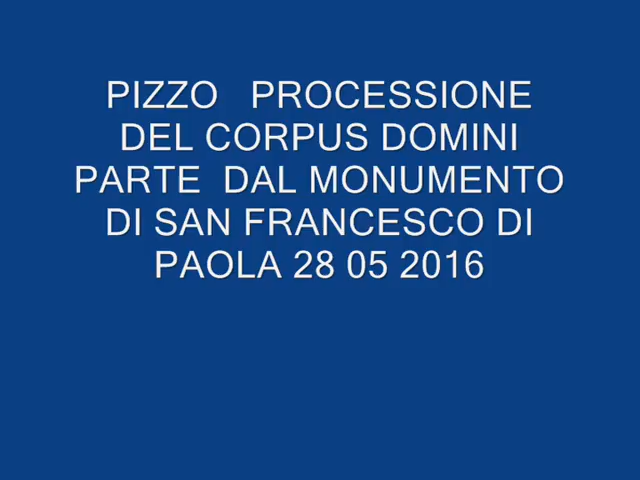 PIZZO   PROCESSIONE
DEL CORPUS DOMINI
PARTE  DAL MONUMENTO
DI SAN FRANCESCO DI
PAOLA 28 05 2016